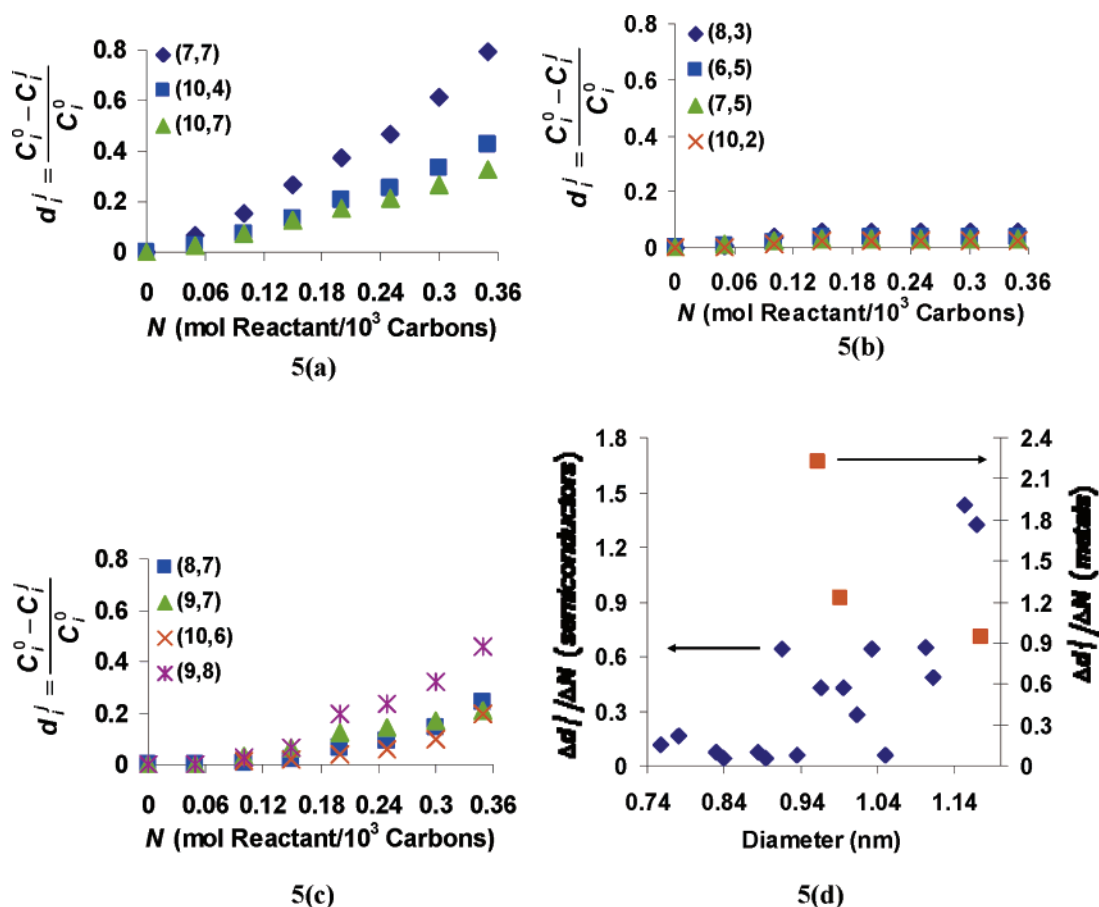 0.8
0.6
0.4
0.2
0
(7,7)
(10,4)
(10,7)
d_i^j = (C_i^0 − C_i^j) / C_i^0
0 0.06 0.12 0.18 0.24 0.3 0.36
N (mol Reactant/10³ Carbons)
5(a)
0.8
0.6
0.4
0.2
0
(8,3)
(6,5)
(7,5)
(10,2)
d_i^j = (C_i^0 − C_i^j) / C_i^0
0 0.06 0.12 0.18 0.24 0.3 0.36
N (mol Reactant/10³ Carbons)
5(b)
0.8
0.6
0.4
0.2
0
(8,7)
(9,7)
(10,6)
(9,8)
d_i^j = (C_i^0 − C_i^j) / C_i^0
0 0.06 0.12 0.18 0.24 0.3 0.36
N (mol Reactant/10³ Carbons)
5(c)
Δd_i^j/ΔN (semiconductors)
1.8
1.5
1.2
0.9
0.6
0.3
0
2.4
2.1
1.8
1.5
1.2
0.9
0.6
0.3
0
Δd_i^j/ΔN (metals)
0.74 0.84 0.94 1.04 1.14
Diameter (nm)
5(d)